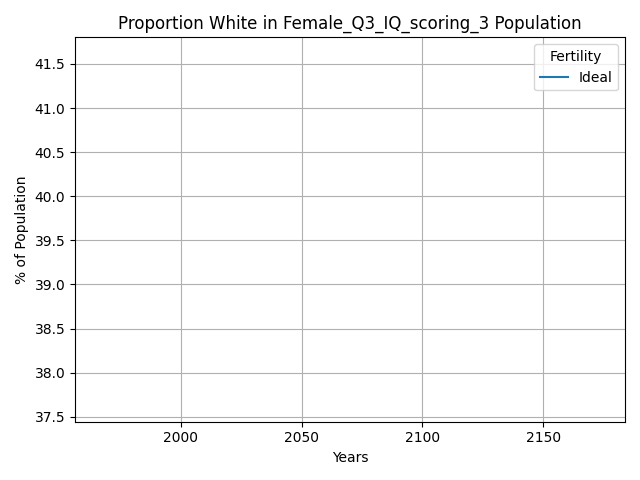 Proportion White in Female_Q3_IQ_scoring_3 Population
Fertility
Ideal
41.5
41.0
40.5
40.0
39.5
39.0
38.5
38.0
37.5
% of Population
2000 2050 2100 2150
Years